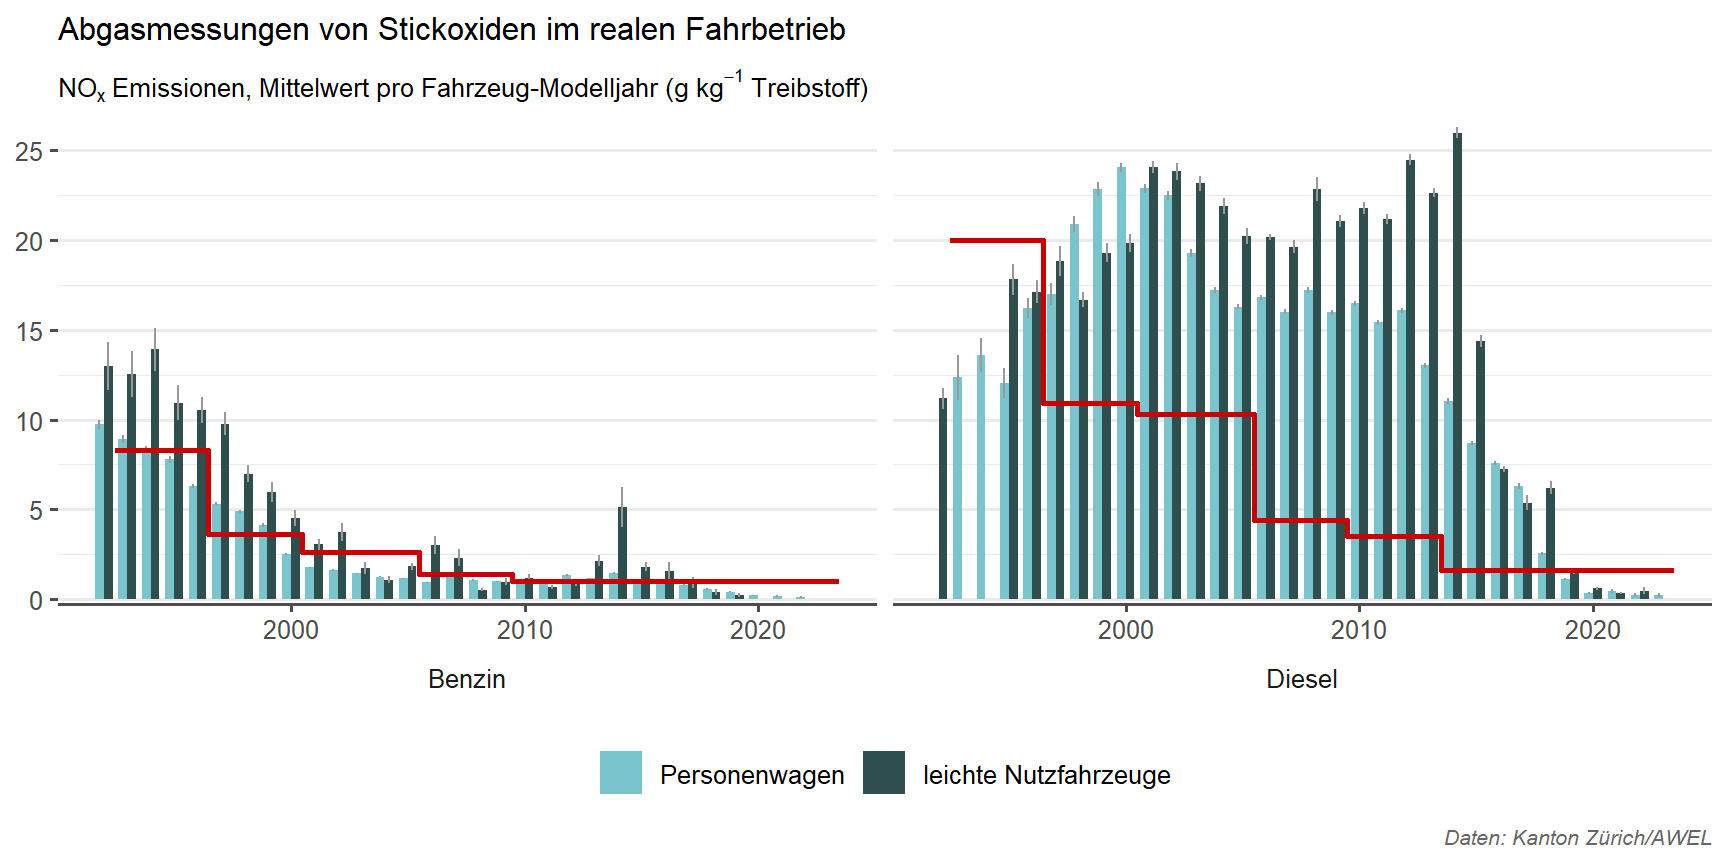 Abgasmessungen von Stickoxiden im realen Fahrbetrieb
NOₓ Emissionen, Mittelwert pro Fahrzeug-Modelljahr (g kg⁻¹ Treibstoff)
25
20
15
10
5
0
2000 2010 2020 2000 2010 2020
Benzin Diesel
Personenwagen leichte Nutzfahrzeuge
Daten: Kanton Zürich/AWEL